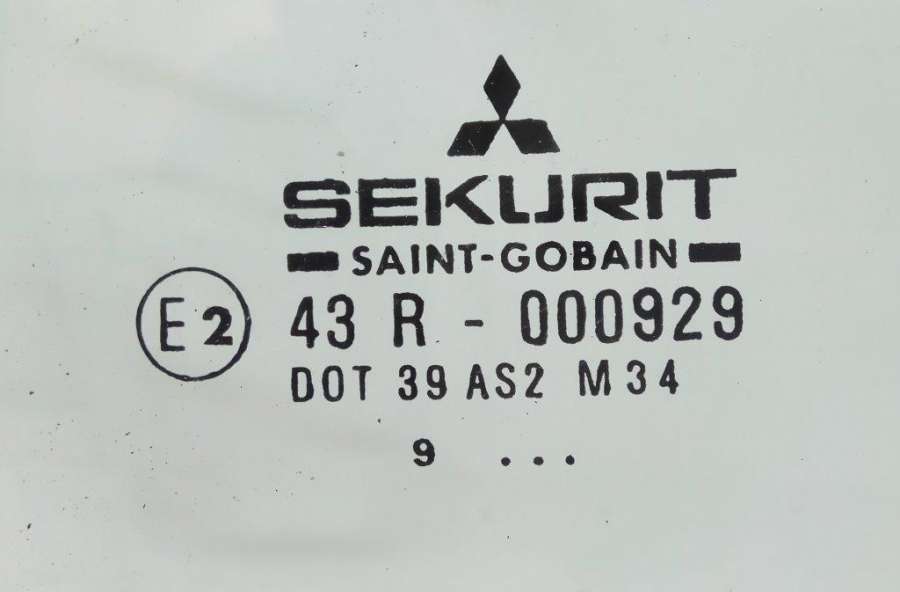 SEKURIT
SAINT-GOBAIN
E2 43 R - 000929
DOT 39 AS2 M34
9 ...